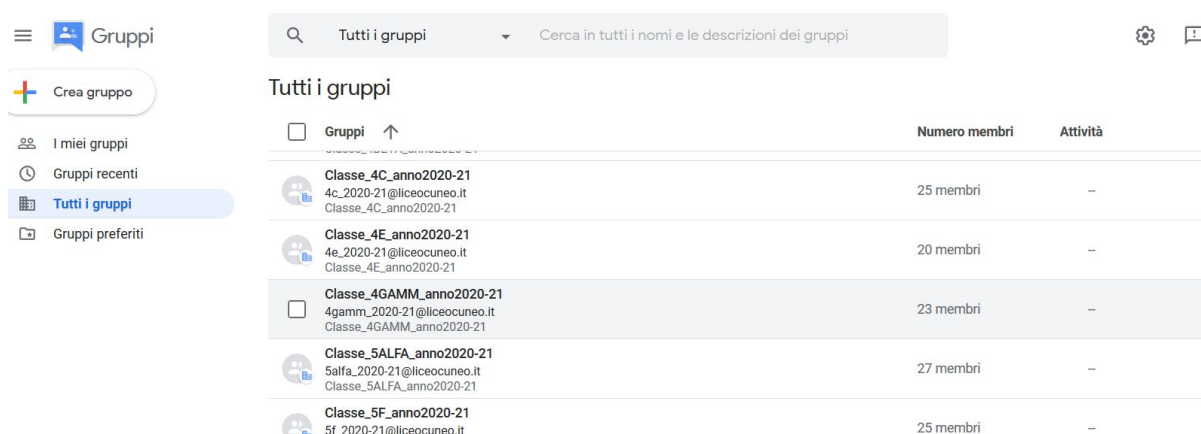 Gruppi
Tutti i gruppi
Cerca in tutti i nomi e le descrizioni dei gruppi
Crea gruppo
I miei gruppi
Gruppi recenti
Tutti i gruppi
Gruppi preferiti
Tutti i gruppi
Gruppi
Numero membri
Attività
Classe_4C_anno2020-21
4c_2020-21@liceocuneo.it
Classe_4C_anno2020-21
25 membri
–
Classe_4E_anno2020-21
4e_2020-21@liceocuneo.it
Classe_4E_anno2020-21
20 membri
–
Classe_4GAMM_anno2020-21
4gamm_2020-21@liceocuneo.it
Classe_4GAMM_anno2020-21
23 membri
–
Classe_5ALFA_anno2020-21
5alfa_2020-21@liceocuneo.it
Classe_5ALFA_anno2020-21
27 membri
–
Classe_5F_anno2020-21
5f_2020-21@liceocuneo.it
25 membri
–